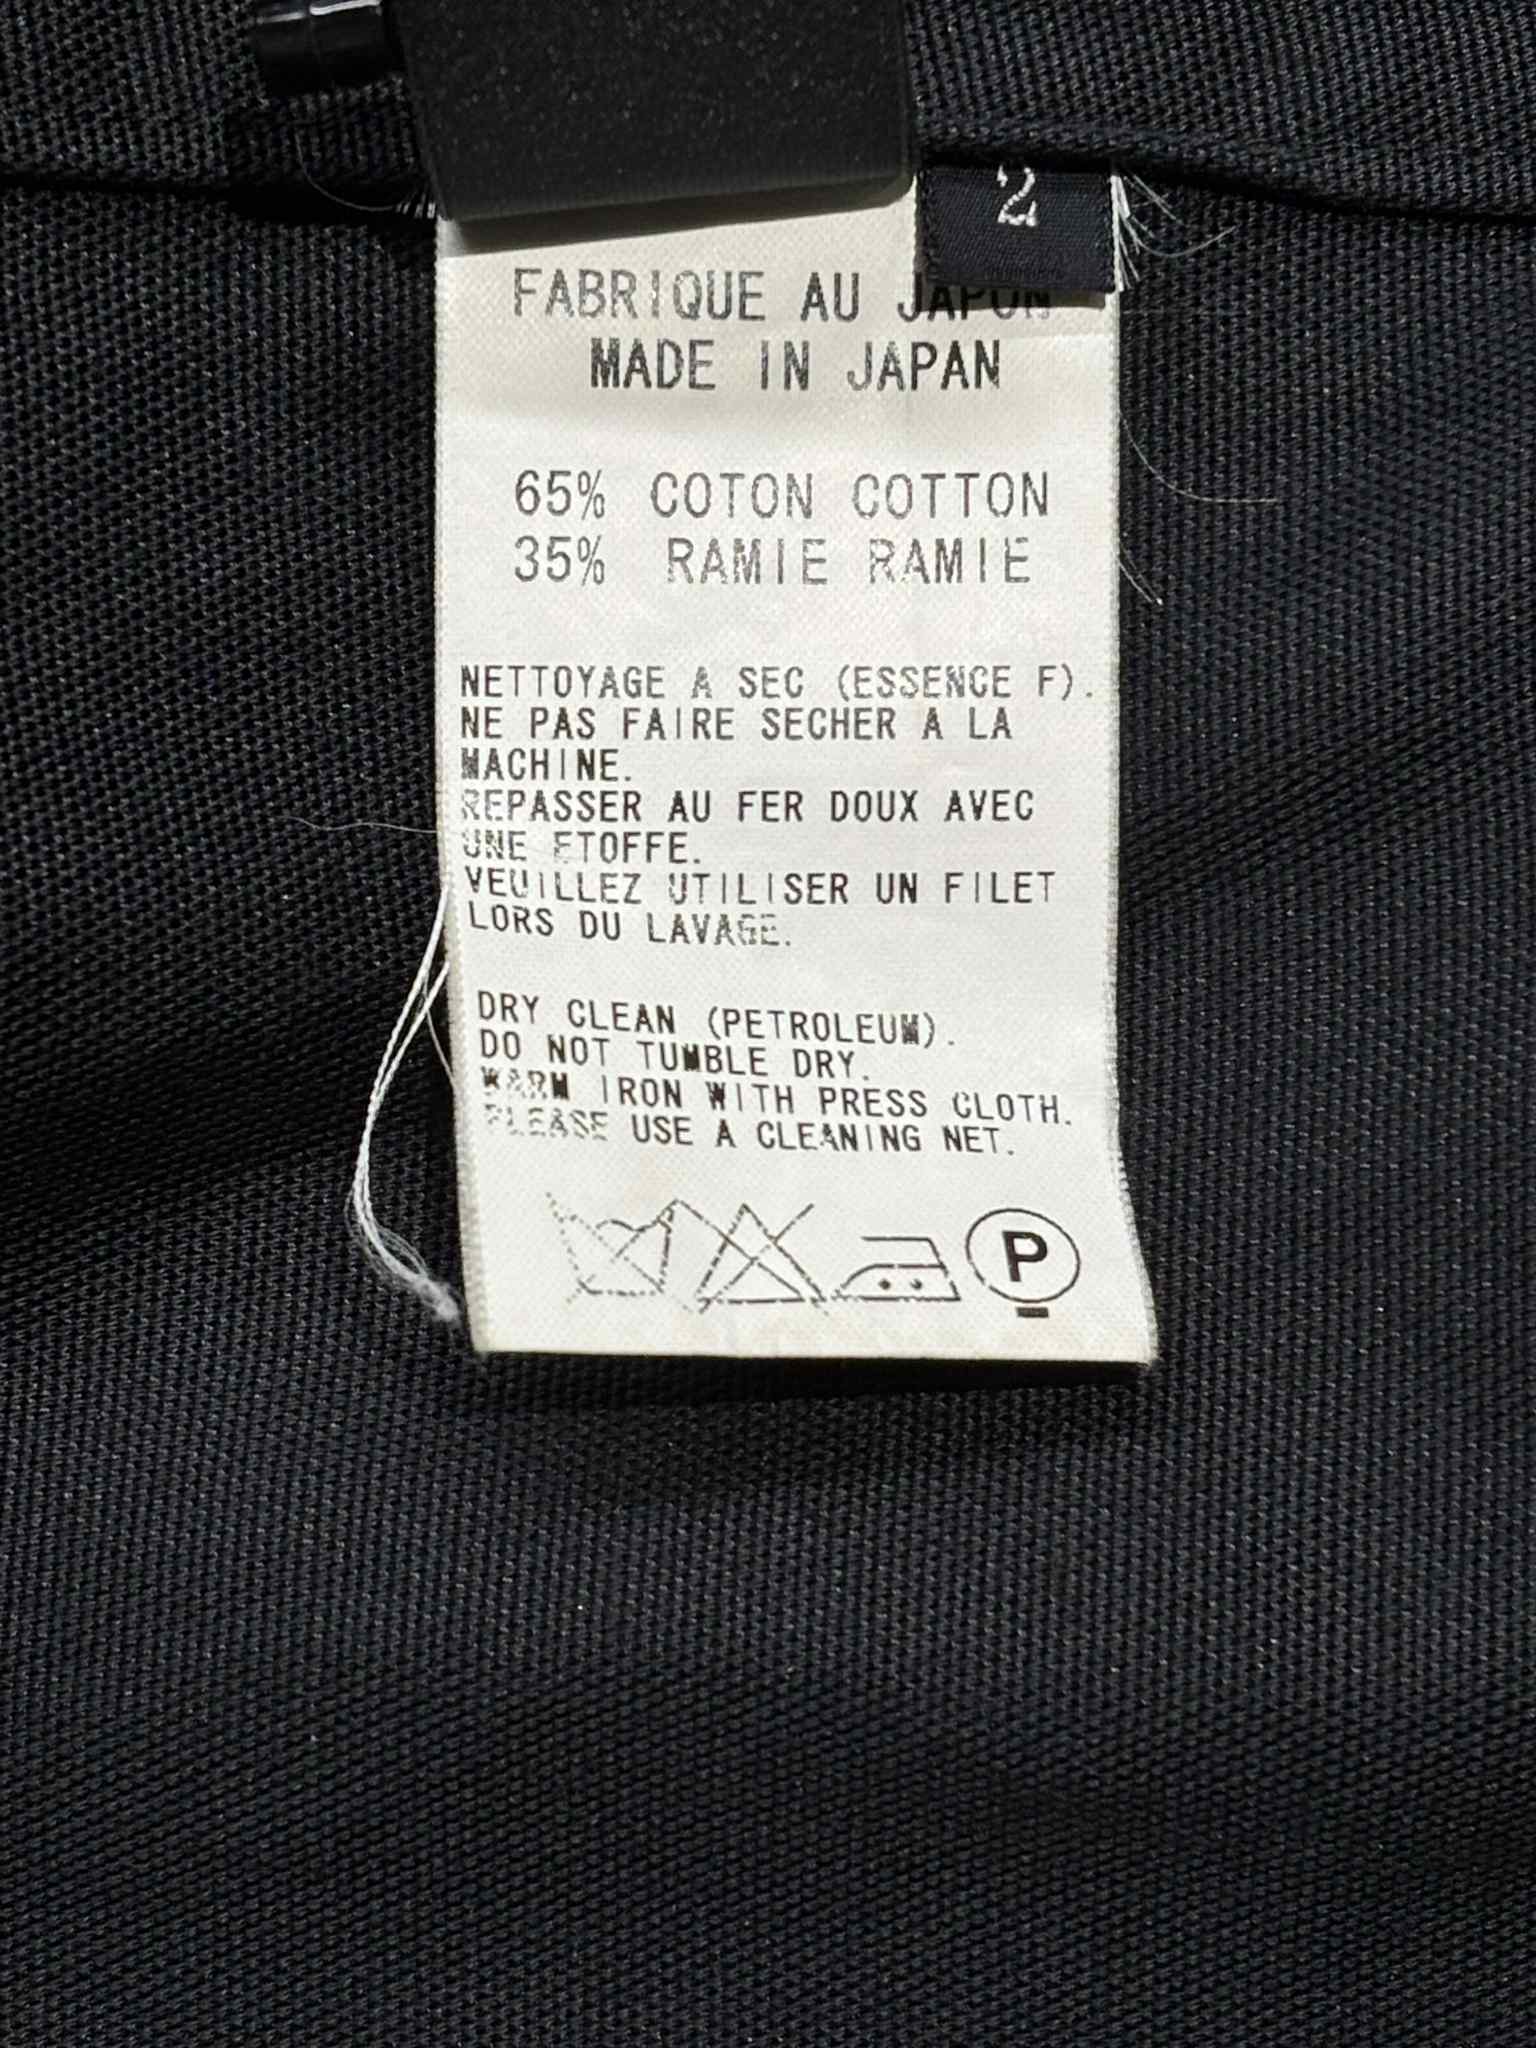 2
FABRIQUE AU JAPON
MADE IN JAPAN
65% COTON COTTON
35% RAMIE RAMIE
NETTOYAGE A SEC (ESSENCE F).
NE PAS FAIRE SECHER A LA
MACHINE.
REPASSER AU FER DOUX AVEC
UNE ETOFFE.
VEUILLEZ UTILISER UN FILET
LORS DU LAVAGE.
DRY CLEAN (PETROLEUM).
DO NOT TUMBLE DRY.
WARM IRON WITH PRESS CLOTH.
PLEASE USE A CLEANING NET.
P